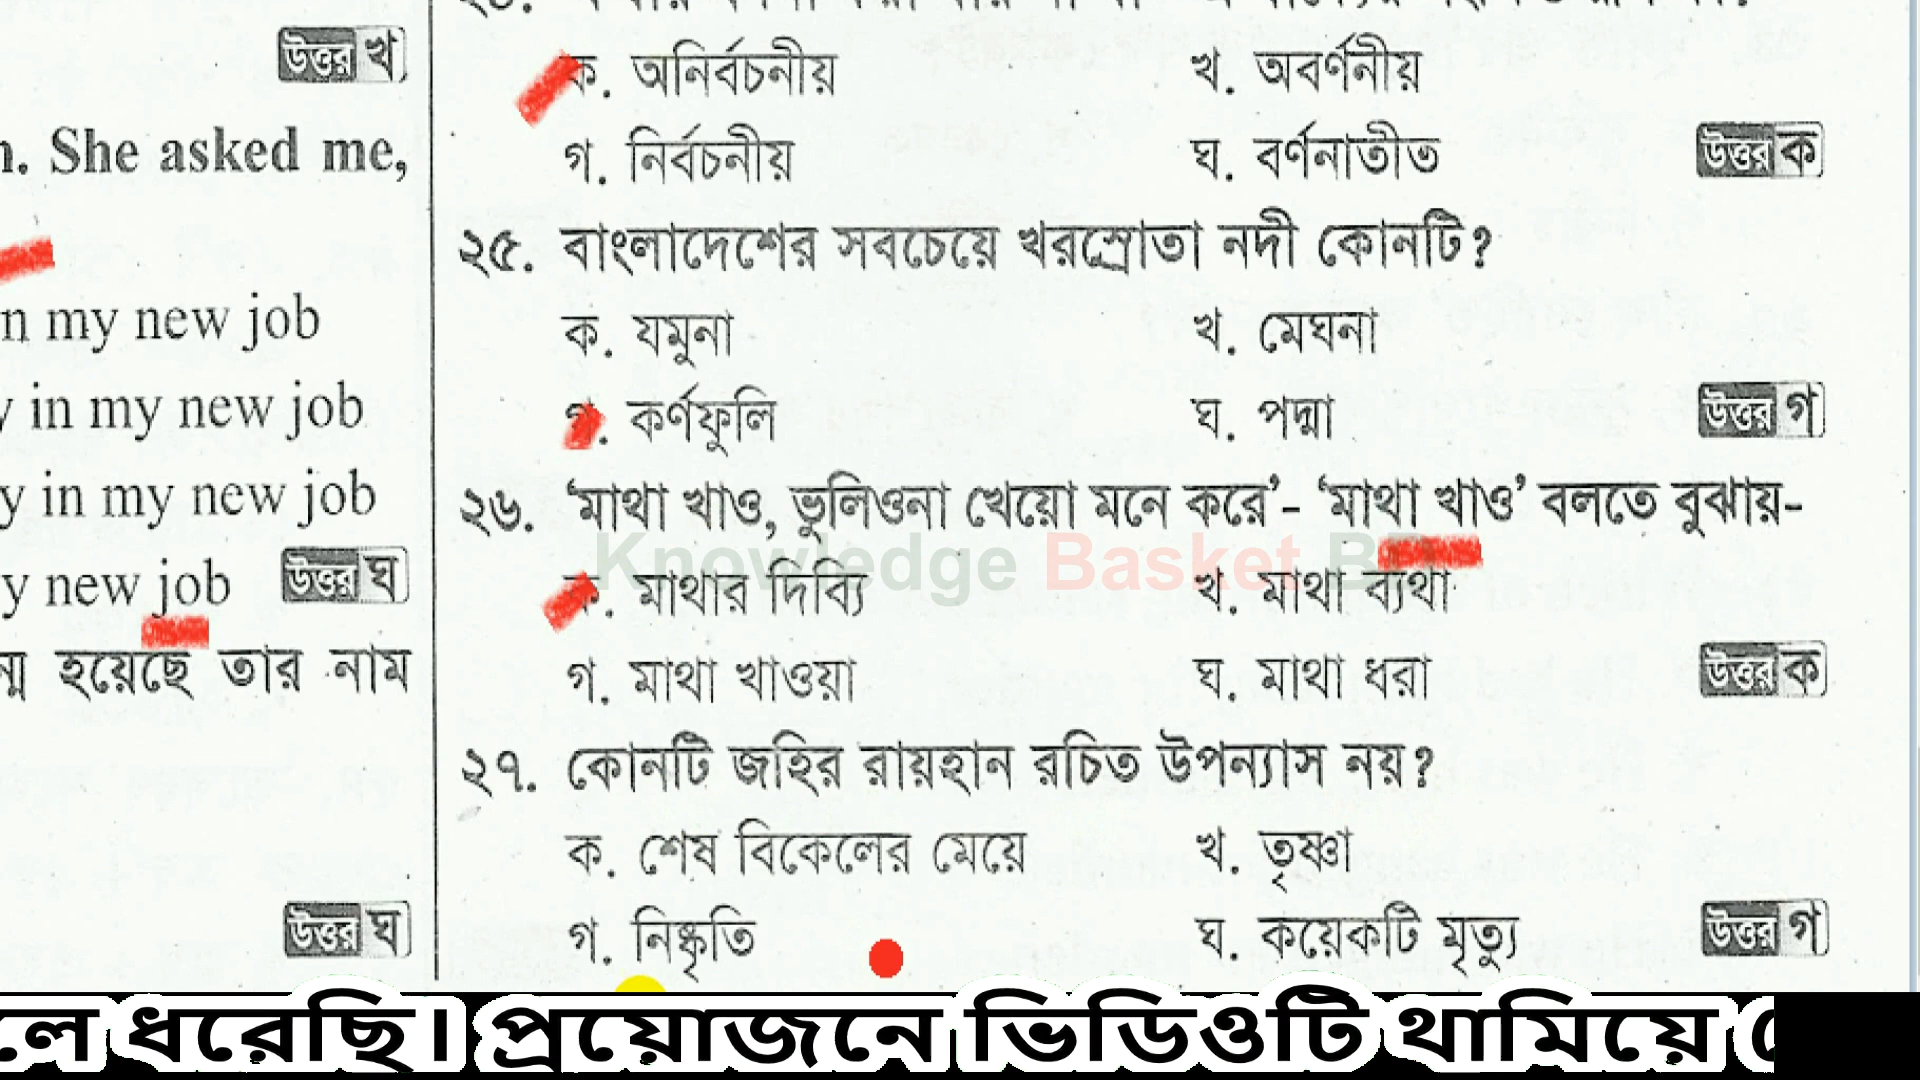 উত্তর খ
She asked me,
n my new job
y in my new job
y in my new job
y new job উত্তর ঘ
হয়েছে তার নাম
উত্তর ঘ
ক. অনির্বচনীয় খ. অবর্ণনীয়
গ. নির্বচনীয় ঘ. বর্ণনাতীত উত্তর ক
২৫. বাংলাদেশের সবচেয়ে খরস্রোতা নদী কোনটি?
ক. যমুনা খ. মেঘনা
গ. কর্ণফুলি ঘ. পদ্মা উত্তর গ
২৬. ‘মাথা খাও, ভুলিওনা খেয়ো মনে করে’- ‘মাথা খাও’ বলতে বুঝায়-
Knowledge Basket
ক. মাথার দিব্যি খ. মাথা ব্যথা
গ. মাথা খাওয়া ঘ. মাথা ধরা উত্তর ক
২৭. কোনটি জহির রায়হান রচিত উপন্যাস নয়?
ক. শেষ বিকেলের মেয়ে খ. তৃষ্ণা
গ. নিষ্কৃতি ঘ. কয়েকটি মৃত্যু উত্তর গ
লে ধরেছি। প্রয়োজনে ভিডিওটি থামিয়ে